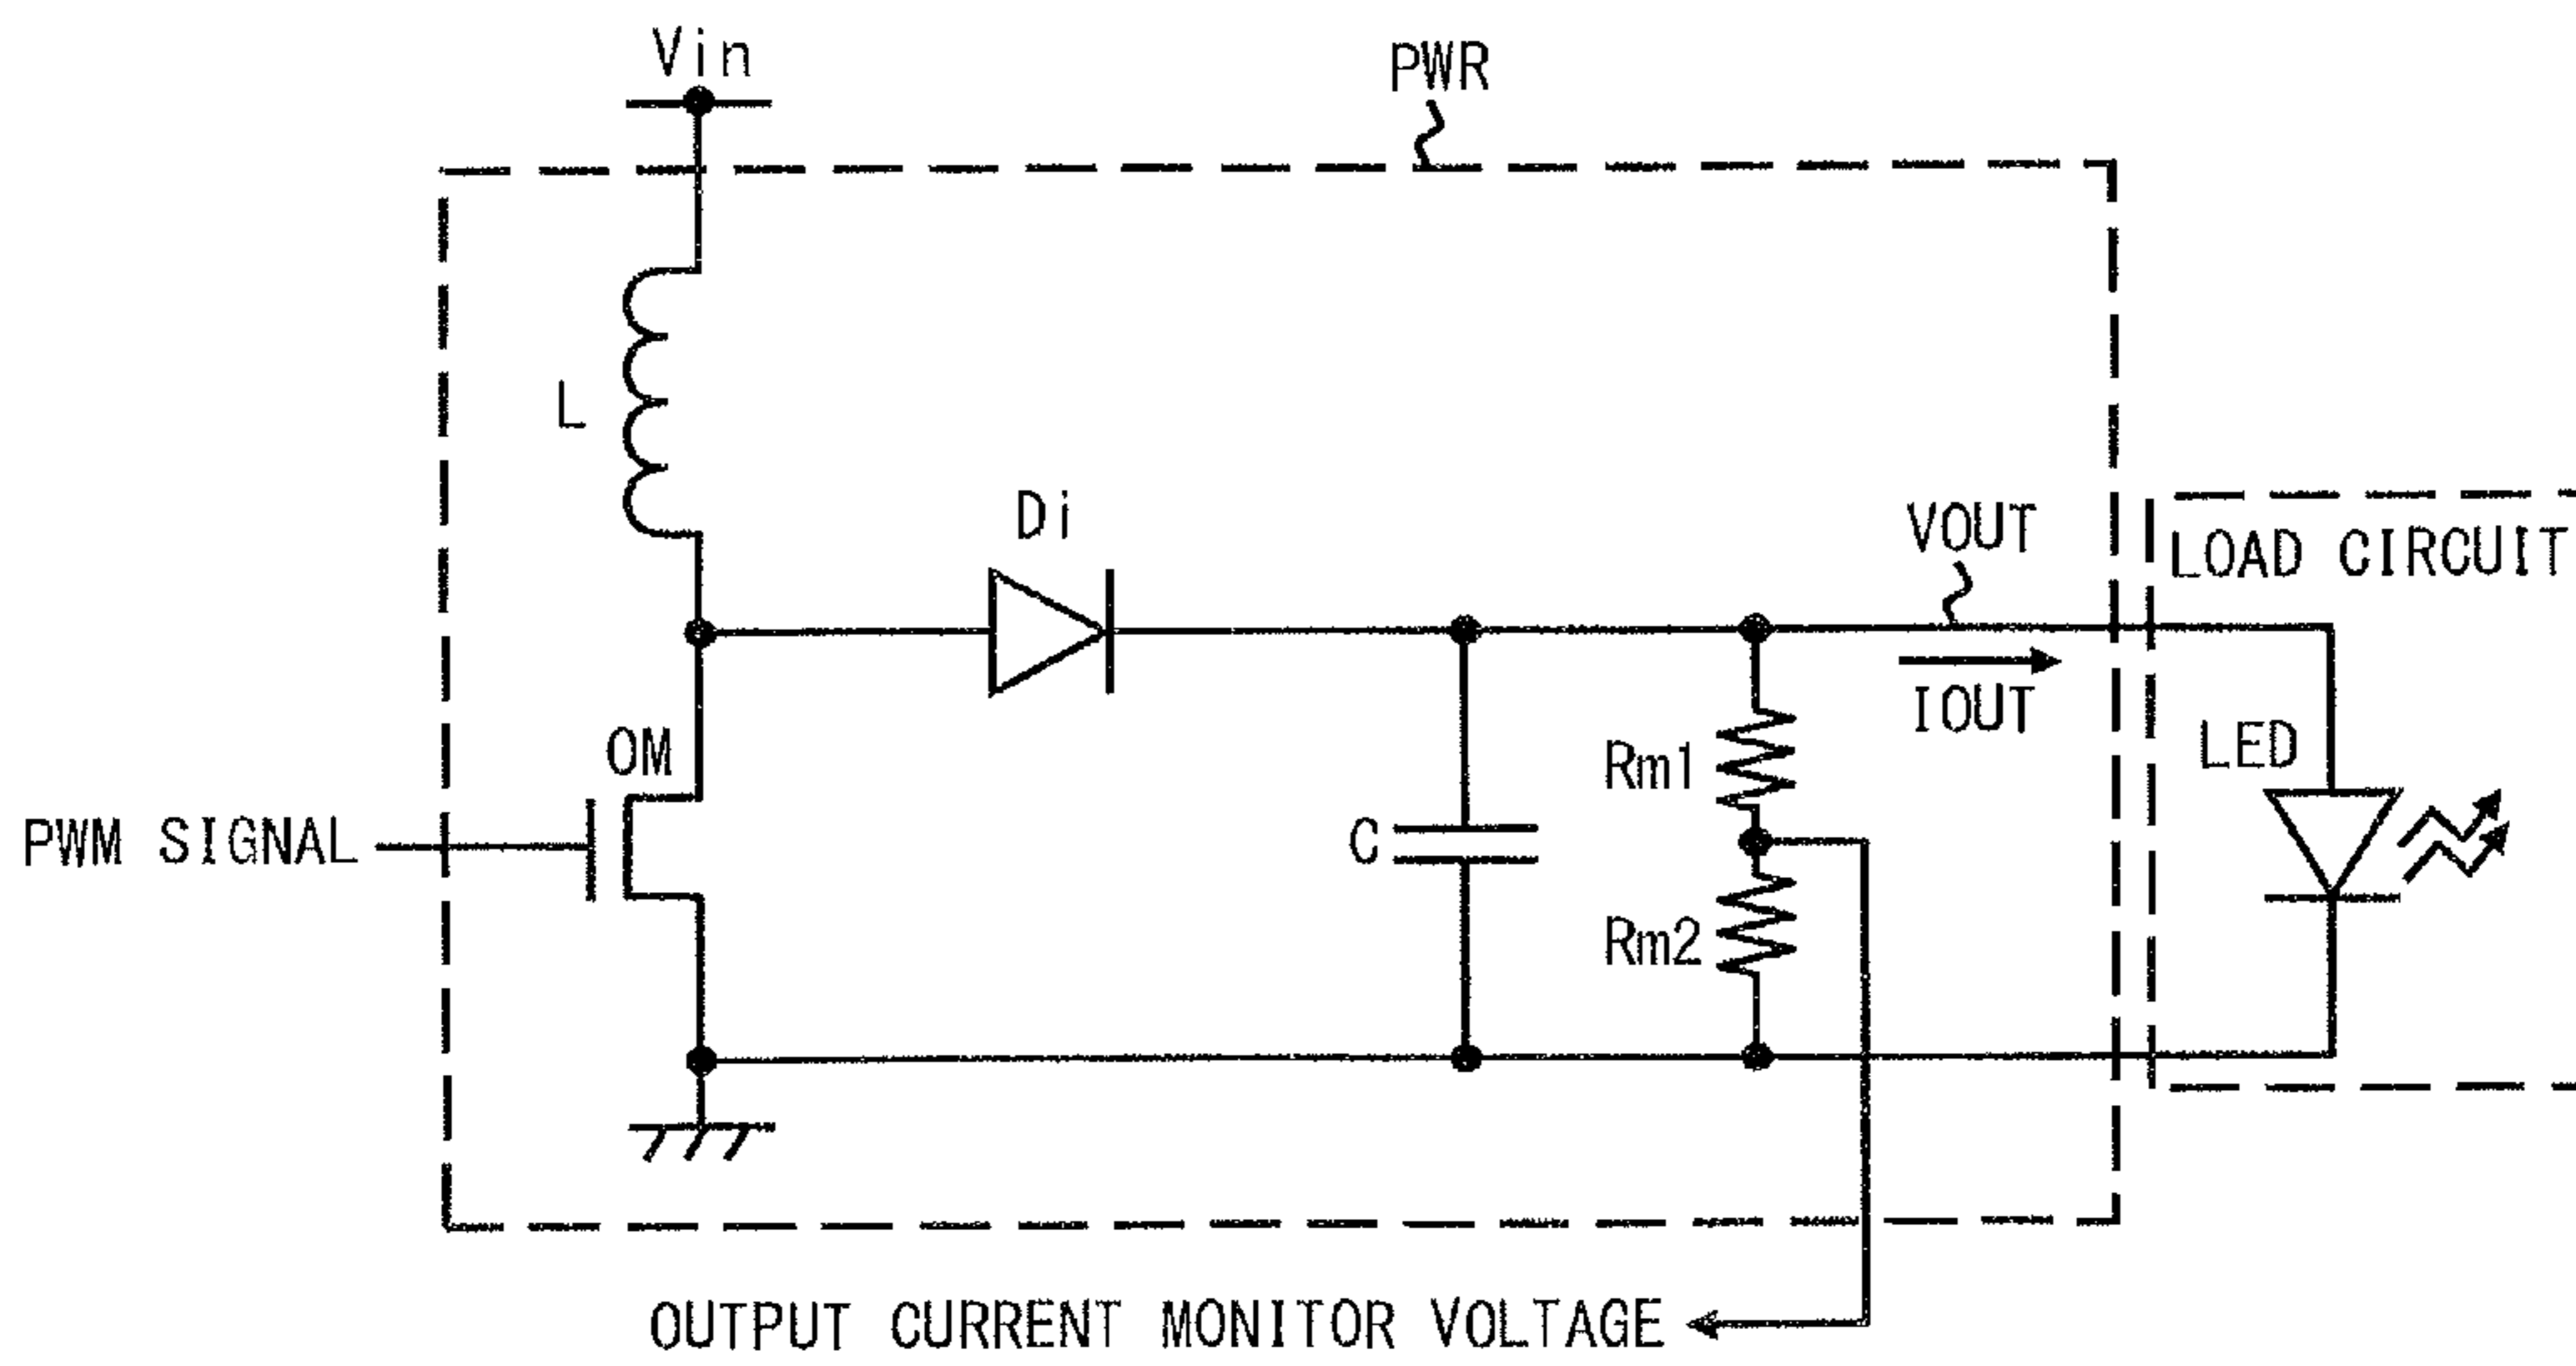 Vin
PWR
L
Di
VOUT
LOAD CIRCUIT
IOUT
OM
Rm1
LED
PWM SIGNAL
C
Rm2
OUTPUT CURRENT MONITOR VOLTAGE